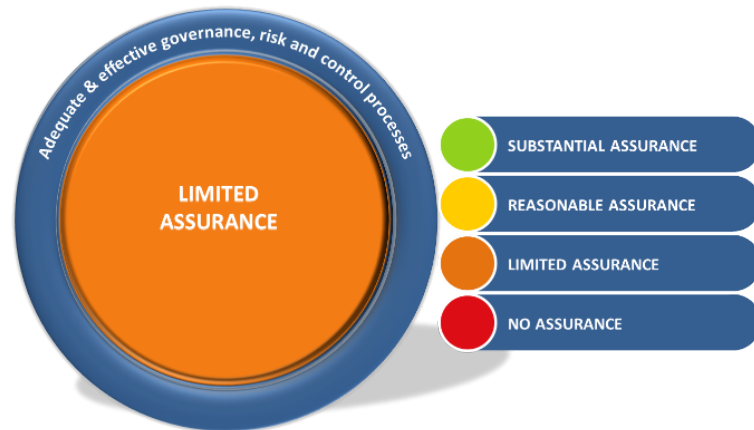 Adequate & effective governance, risk and control processes
LIMITED
ASSURANCE
SUBSTANTIAL ASSURANCE
REASONABLE ASSURANCE
LIMITED ASSURANCE
NO ASSURANCE